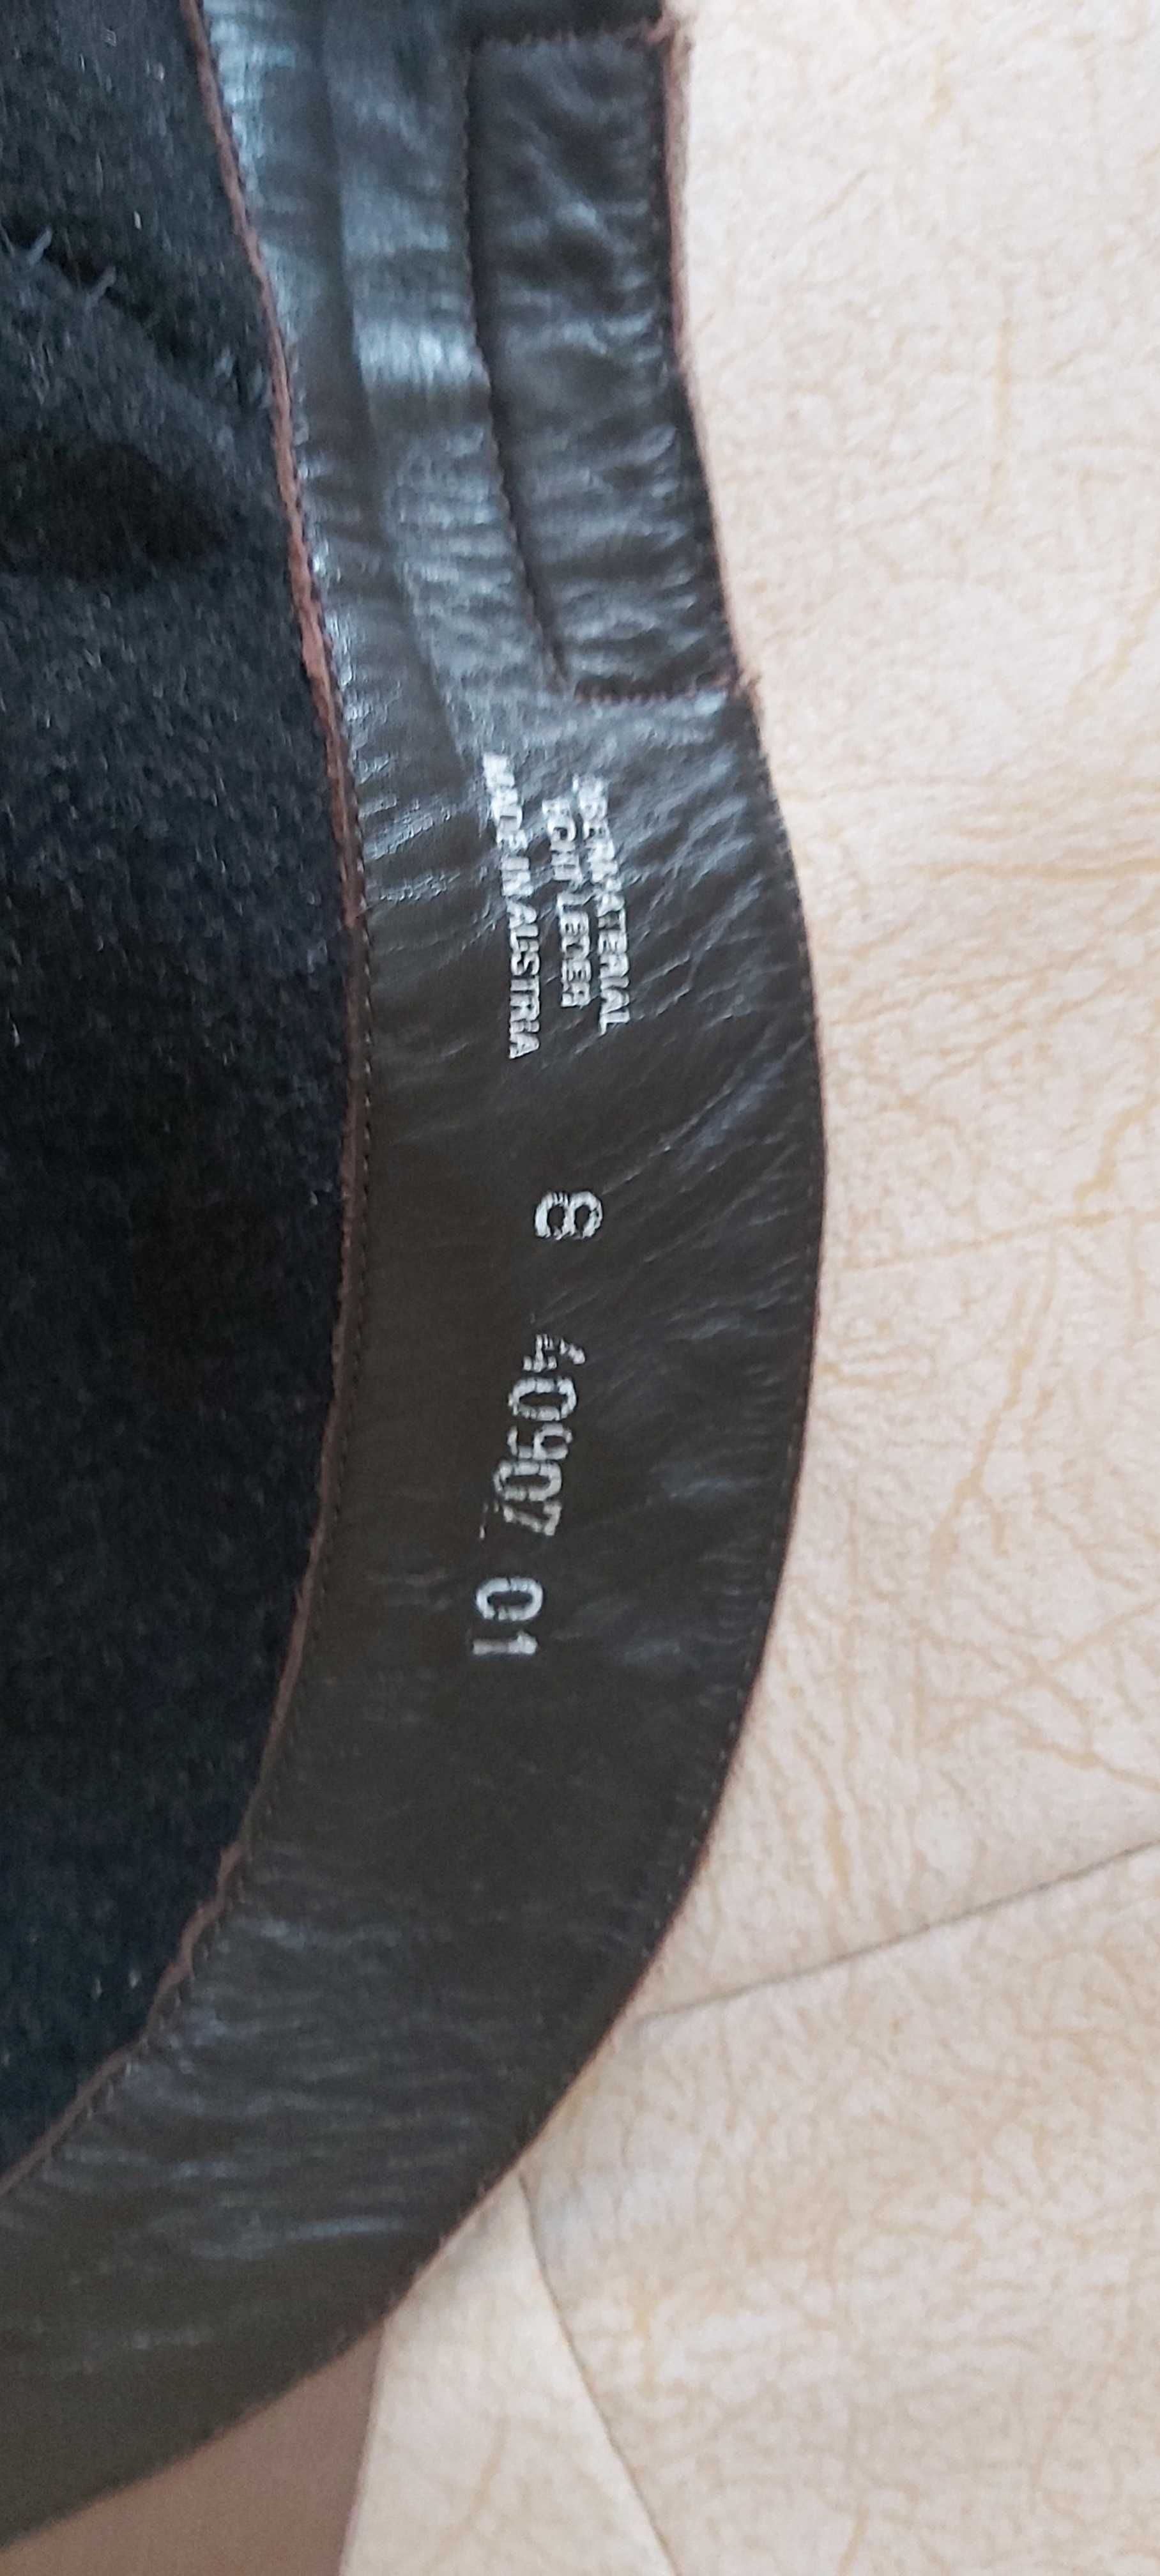 OBERMATERIAL
ECHT LEDER
MADE IN AUSTRIA
8 40907 01